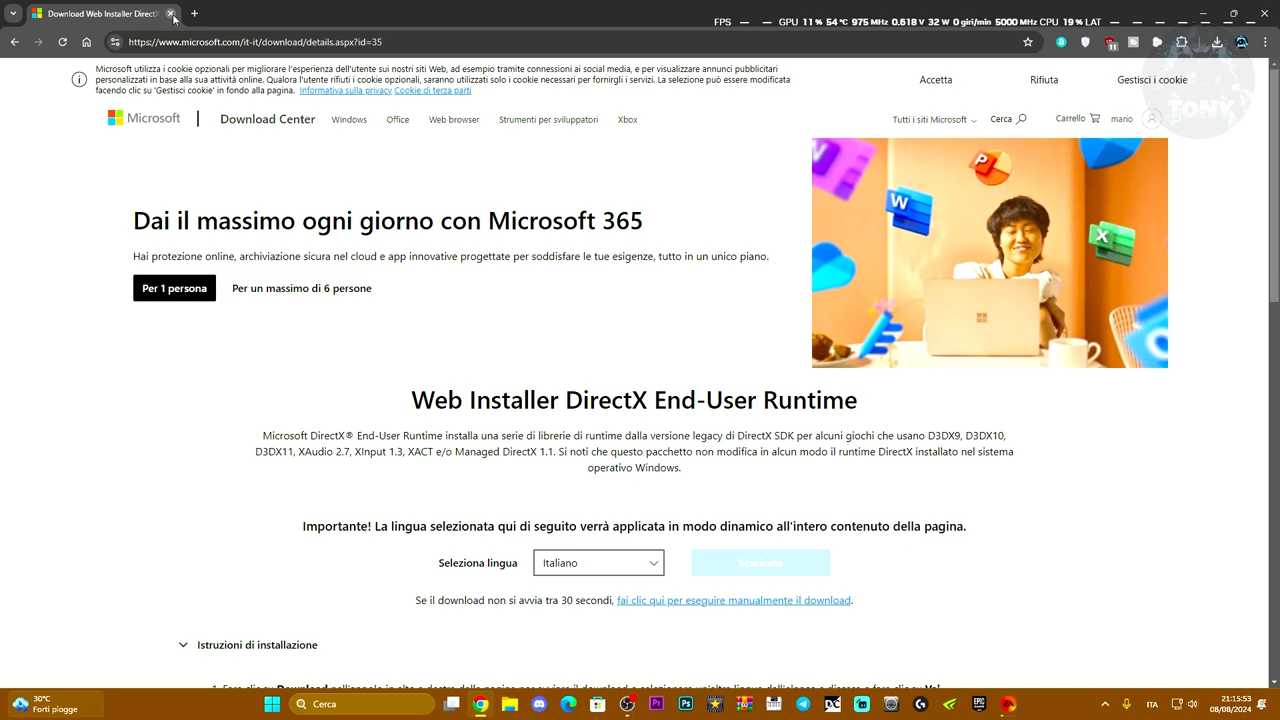 Download Web Installer DirectX
FPS — — GPU 11 % 54 °C 975 MHz 0.618 V 32 W 0 giri/min 5000 MHz CPU 19 % LAT — — — — —
https://www.microsoft.com/it-it/download/details.aspx?id=35
Microsoft utilizza i cookie opzionali per migliorare l'esperienza dell'utente sui nostri siti Web, ad esempio tramite connessioni ai social media, e per visualizzare annunci pubblicitari
personalizzati in base alla sua attività online. Qualora l'utente rifiuti i cookie opzionali, saranno utilizzati solo i cookie necessari per fornirgli i servizi. La selezione può essere modificata
facendo clic su 'Gestisci cookie' in fondo alla pagina. Informativa sulla privacy Cookie di terza parti
Accetta Rifiuta Gestisci i cookie
TONY
Microsoft Download Center Windows Office Web browser Strumenti per sviluppatori Xbox Tutti i siti Microsoft Cerca Carrello mario
Dai il massimo ogni giorno con Microsoft 365
Hai protezione online, archiviazione sicura nel cloud e app innovative progettate per soddisfare le tue esigenze, tutto in un unico piano.
Per 1 persona Per un massimo di 6 persone
Web Installer DirectX End-User Runtime
Microsoft DirectX® End-User Runtime installa una serie di librerie di runtime dalla versione legacy di DirectX SDK per alcuni giochi che usano D3DX9, D3DX10,
D3DX11, XAudio 2.7, XInput 1.3, XACT e/o Managed DirectX 1.1. Si noti che questo pacchetto non modifica in alcun modo il runtime DirectX installato nel sistema
operativo Windows.
Importante! La lingua selezionata qui di seguito verrà applicata in modo dinamico all'intero contenuto della pagina.
Seleziona lingua Italiano Scaricato
Se il download non si avvia tra 30 secondi, fai clic qui per eseguire manualmente il download.
Istruzioni di installazione
30°C
Forti piogge
Cerca
ITA
21:15:53
08/08/2024